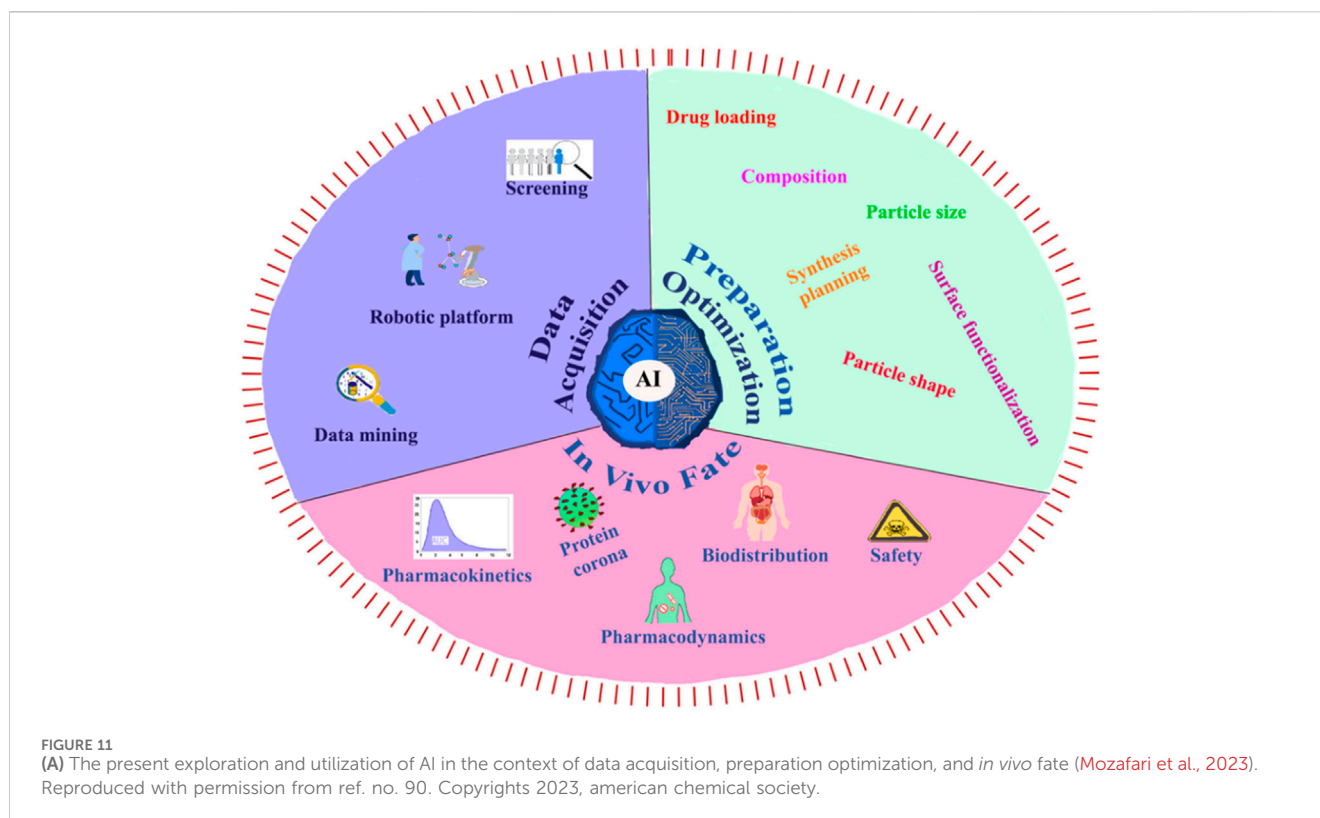 Screening
Robotic platform
Data mining
Data
Acquisition
Drug loading
Composition
Particle size
Synthesis
planning
Surface functionalization
Particle shape
Preparation
Optimization
AI
In Vivo Fate
AUC
Pharmacokinetics
Protein
corona
Biodistribution
Safety
Pharmacodynamics
FIGURE 11
(A) The present exploration and utilization of AI in the context of data acquisition, preparation optimization, and in vivo fate (Mozafari et al., 2023).
Reproduced with permission from ref. no. 90. Copyrights 2023, american chemical society.